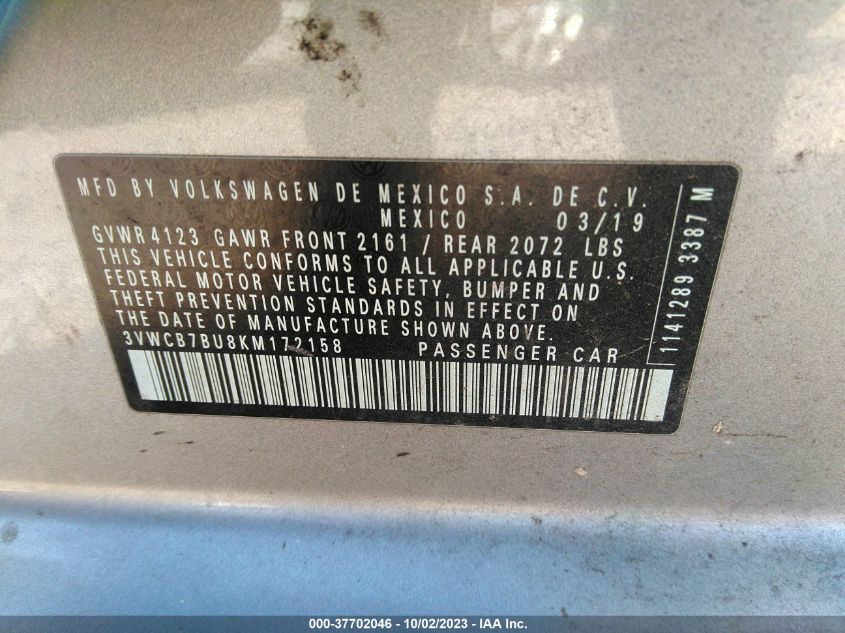 MFD BY VOLKSWAGEN DE MEXICO S.A. DE C.V.
MEXICO 03/19
GVWR 4123 GAWR FRONT 2161 / REAR 2072 LBS
THIS VEHICLE CONFORMS TO ALL APPLICABLE U.S.
FEDERAL MOTOR VEHICLE SAFETY, BUMPER AND
THEFT PREVENTION STANDARDS IN EFFECT ON
THE DATE OF MANUFACTURE SHOWN ABOVE.
3VWCB7BU8KM172158 PASSENGER CAR
1141289 3387 M
000-37702046 - 10/02/2023 - IAA Inc.